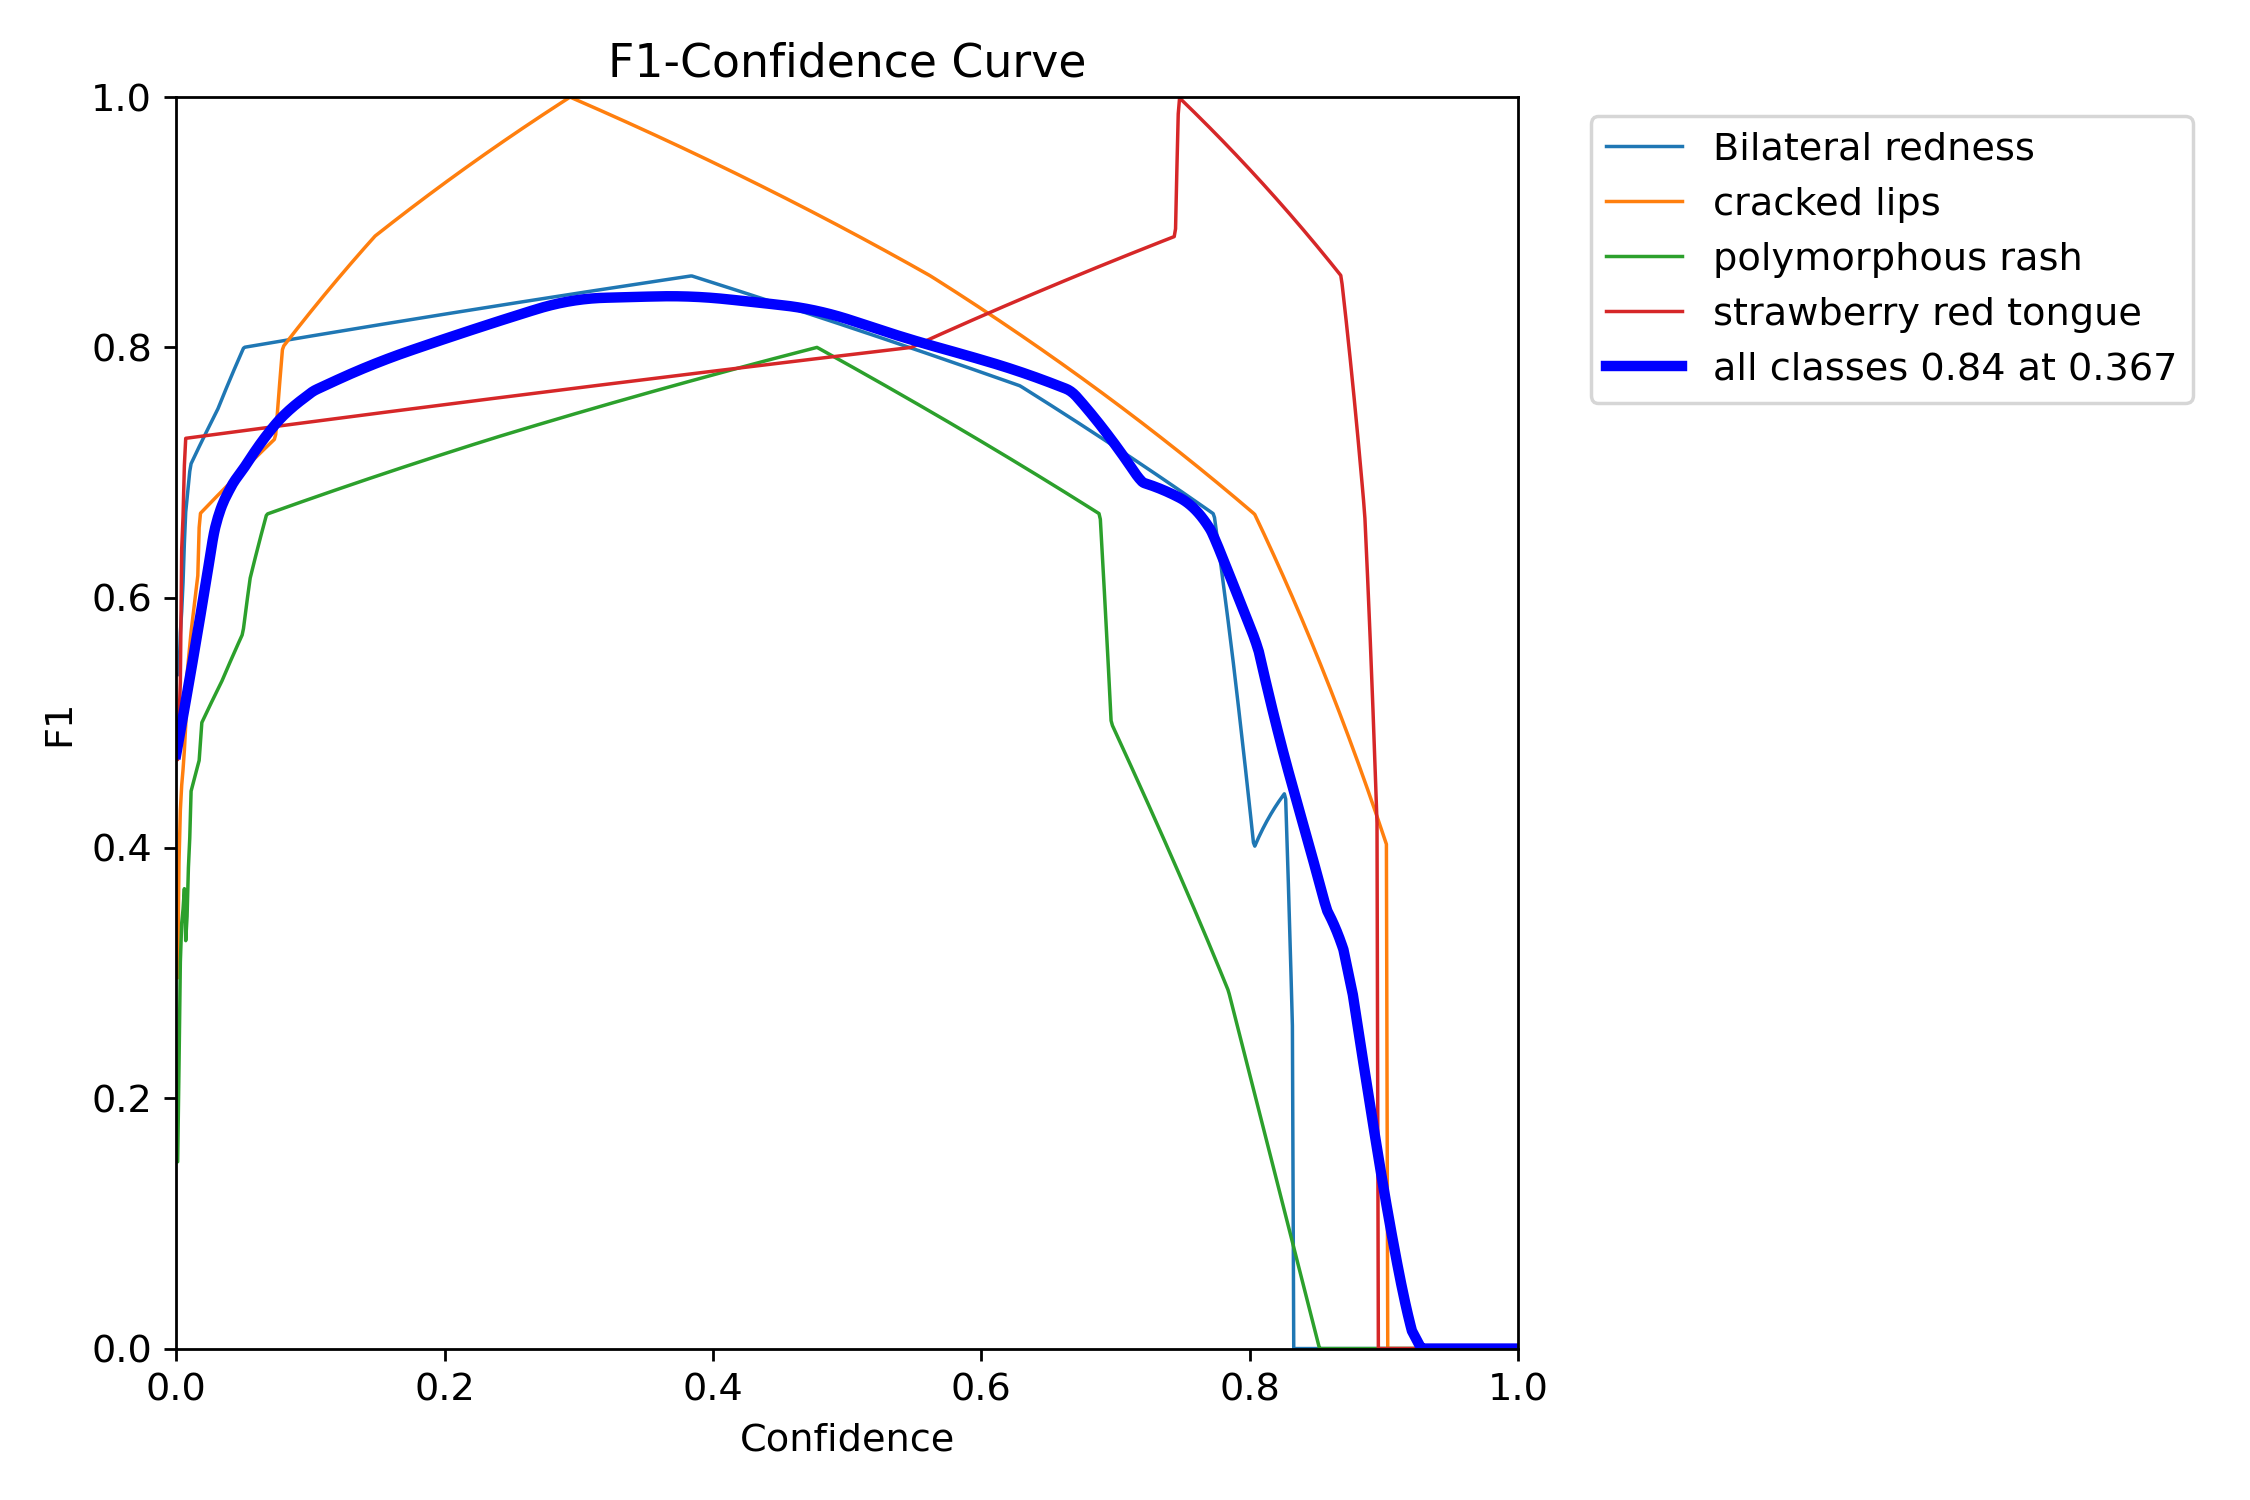 F1-Confidence Curve
1.0
0.8
0.6
0.4
0.2
0.0
F1
0.0 0.2 0.4 0.6 0.8 1.0
Confidence
Bilateral redness
cracked lips
polymorphous rash
strawberry red tongue
all classes 0.84 at 0.367